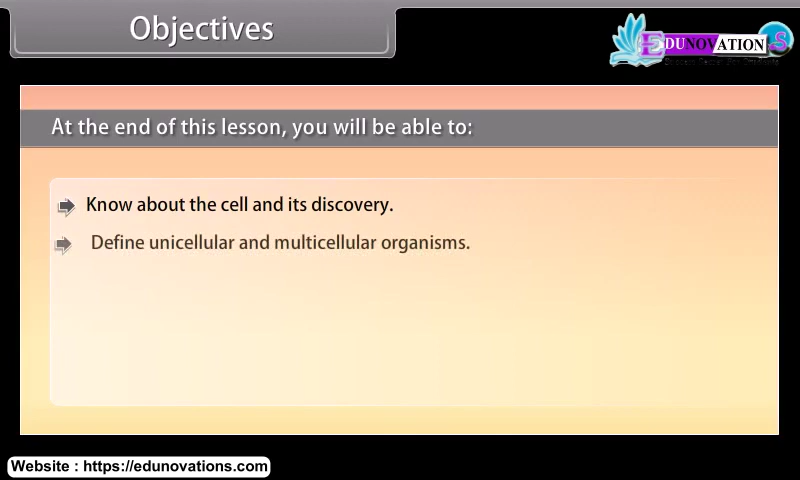 Objectives
EDUNOVATIONS
At the end of this lesson, you will be able to:
Know about the cell and its discovery.
Define unicellular and multicellular organisms.
Website : https://edunovations.com